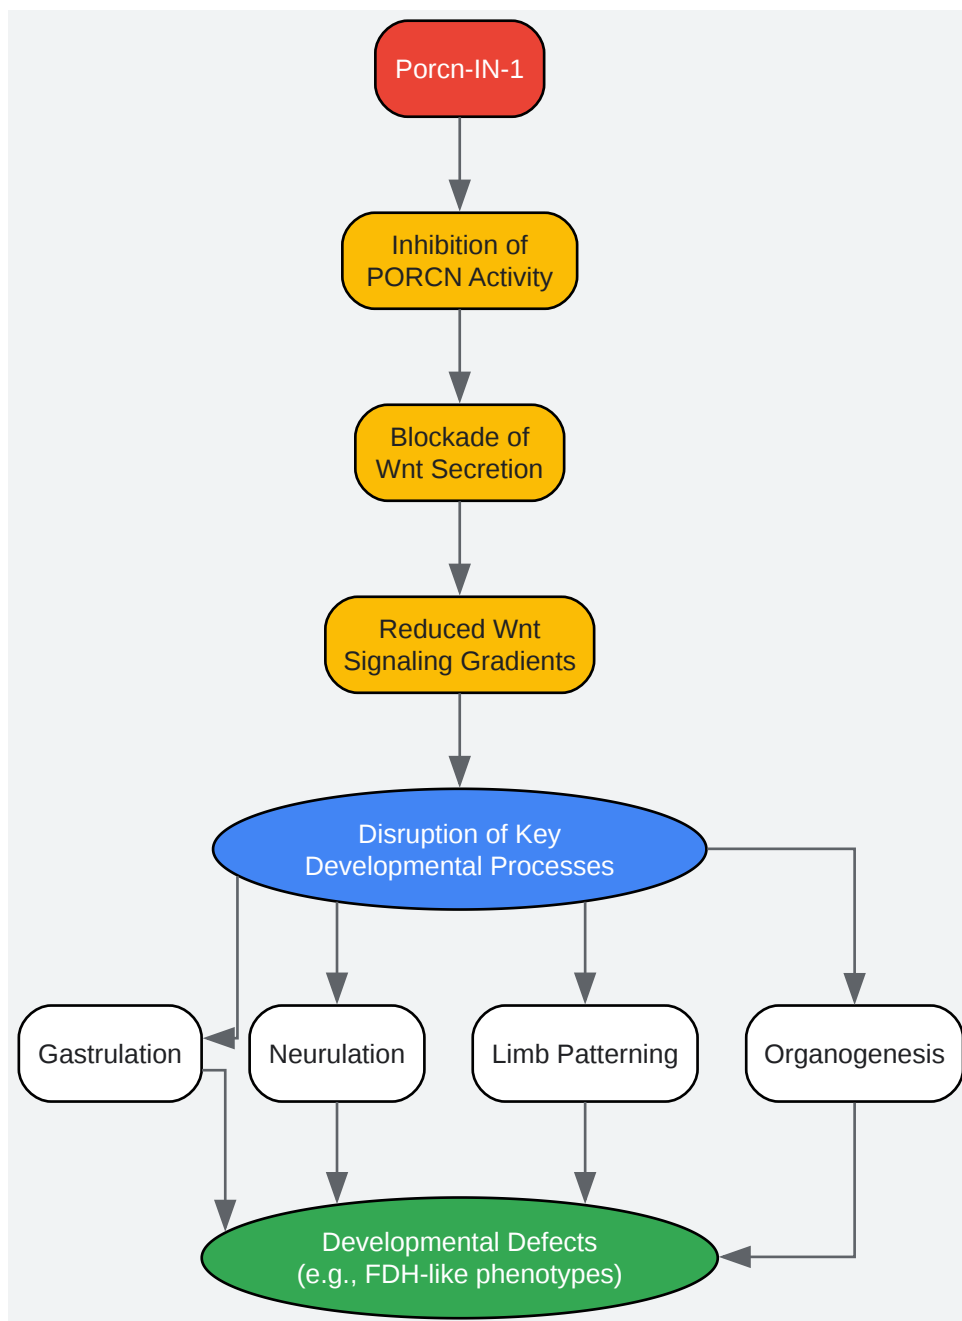 Porcn-IN-1
Inhibition of
PORCN Activity
Blockade of
Wnt Secretion
Reduced Wnt
Signaling Gradients
Disruption of Key
Developmental Processes
Gastrulation
Neurulation
Limb Patterning
Organogenesis
Developmental Defects
(e.g., FDH-like phenotypes)